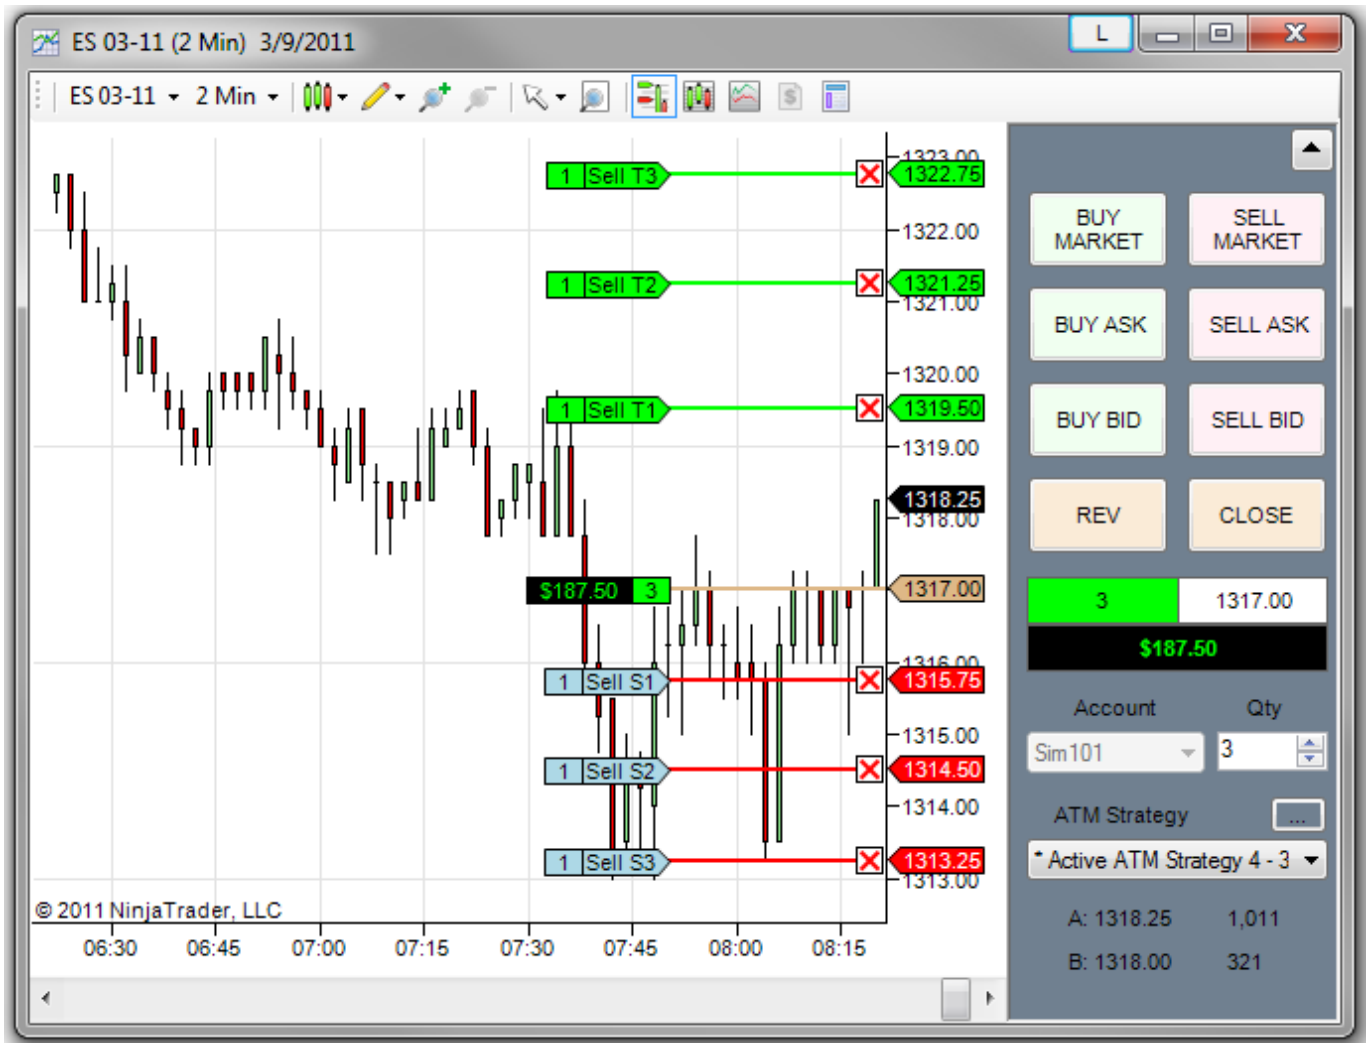 ES 03-11 (2 Min) 3/9/2011
L
ES 03-11 2 Min
1323.00
1 Sell T3 1322.75
1322.00
1 Sell T2 1321.25
1321.00
1320.00
1 Sell T1 1319.50
1319.00
1318.25
1318.00
$187.50 3 1317.00
1316.00
1 Sell S1 1315.75
1315.00
1 Sell S2 1314.50
1314.00
1 Sell S3 1313.25
1313.00
© 2011 NinjaTrader, LLC
06:30 06:45 07:00 07:15 07:30 07:45 08:00 08:15
BUY
MARKET
SELL
MARKET
BUY ASK SELL ASK
BUY BID SELL BID
REV CLOSE
3 1317.00
$187.50
Account Qty
Sim101 3
ATM Strategy ...
* Active ATM Strategy 4 - 3
A: 1318.25 1,011
B: 1318.00 321